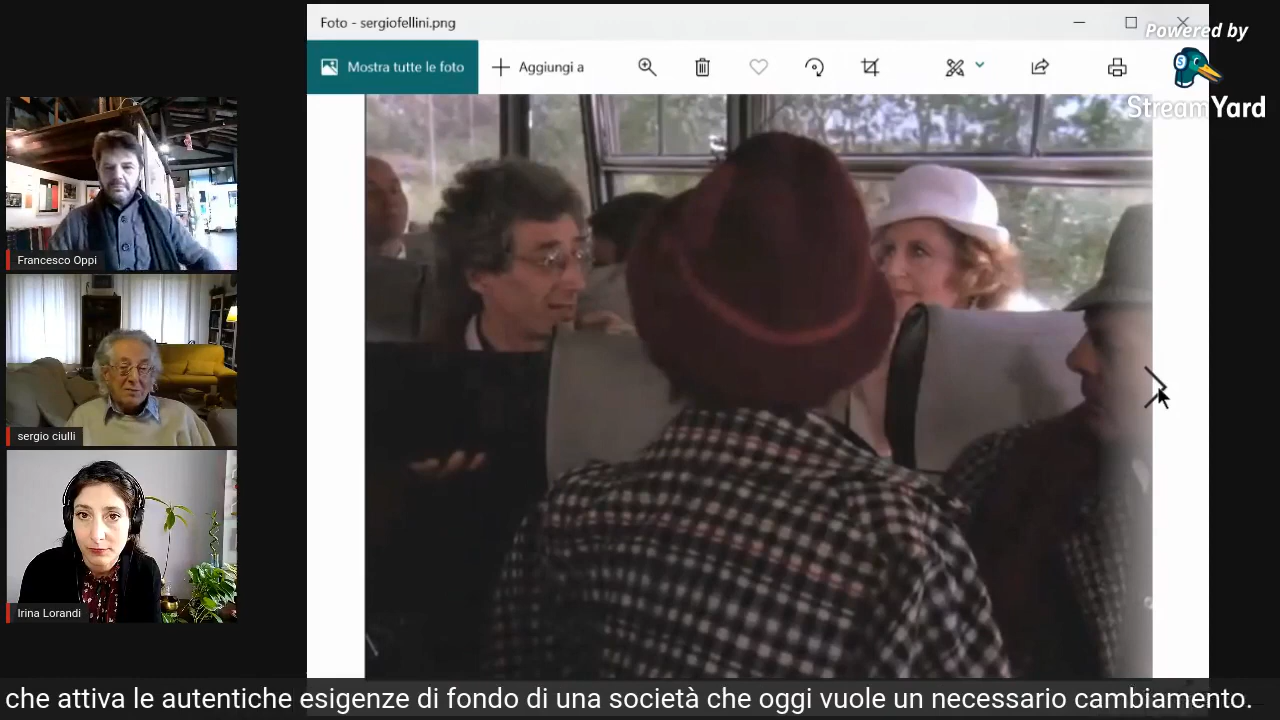 Foto - sergiofellini.png
Mostra tutte le foto
Aggiungi a
Powered by
StreamYard
Francesco Oppi
sergio ciulli
Irina Lorandi
che attiva le autentiche esigenze di fondo di una società che oggi vuole un necessario cambiamento.